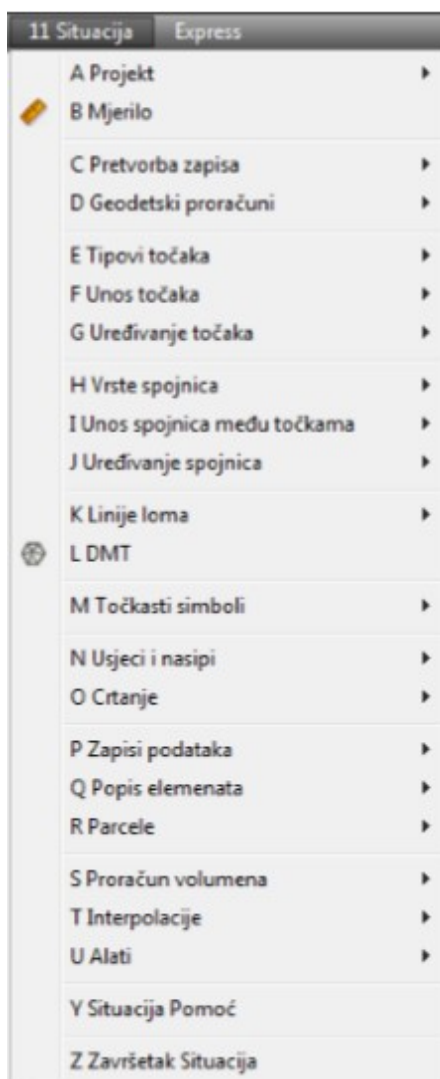 11 Situacija Express
A Projekt
B Mjerilo
C Pretvorba zapisa
D Geodetski proračuni
E Tipovi točaka
F Unos točaka
G Uređivanje točaka
H Vrste spojnica
I Unos spojnica među točkama
J Uređivanje spojnica
K Linije loma
L DMT
M Točkasti simboli
N Usjeci i nasipi
O Crtanje
P Zapisi podataka
Q Popis elemenata
R Parcele
S Proračun volumena
T Interpolacije
U Alati
Y Situacija Pomoć
Z Završetak Situacija